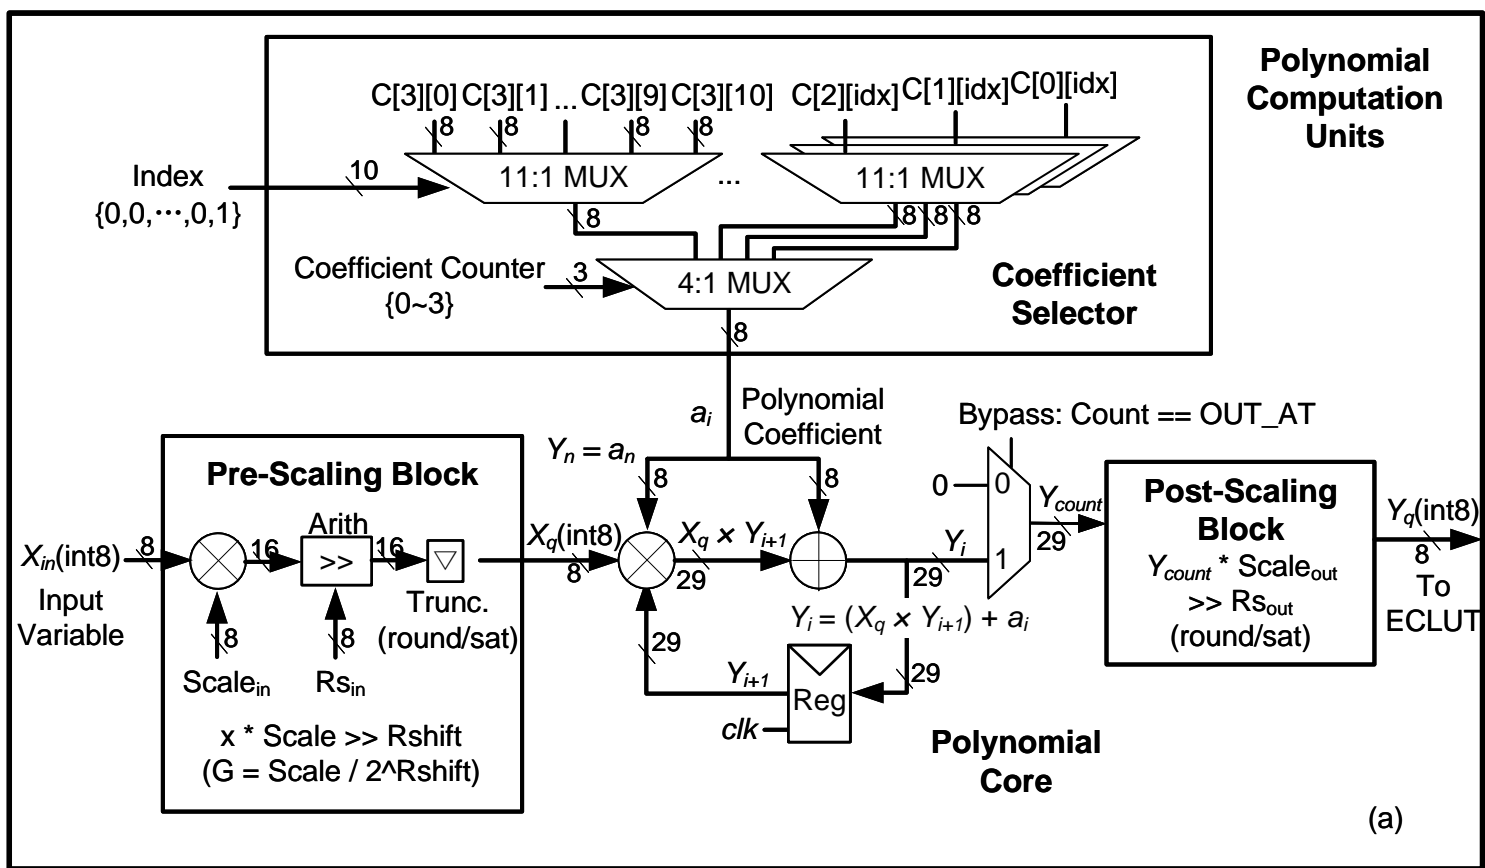 Polynomial
Computation
Units
C[3][0] C[3][1] ... C[3][9] C[3][10] C[2][idx] C[1][idx] C[0][idx]
8 8 8 8
11:1 MUX ... 11:1 MUX
Index
{0,0,⋯,0,1}
10
8 8 8 8
Coefficient Counter
{0~3}
3
4:1 MUX
8
Coefficient
Selector
a_i
Polynomial
Coefficient
Y_n = a_n
8 8
Bypass: Count == OUT_AT
Pre-Scaling Block
X_in(int8)
Input
Variable
8
16
Arith
>>
16
▽
Trunc.
(round/sat)
8
Scale_in
8
Rs_in
x * Scale >> Rshift
(G = Scale / 2^Rshift)
X_q(int8)
8
X_q × Y_{i+1}
29
29
Y_i
Y_i = (X_q × Y_{i+1}) + a_i
29
Y_{i+1}
29
Reg
clk
Polynomial
Core
0
0
1
Y_count
29
Post-Scaling
Block
Y_count * Scale_out
>> Rs_out
(round/sat)
Y_q(int8)
8
To
ECLUT
(a)